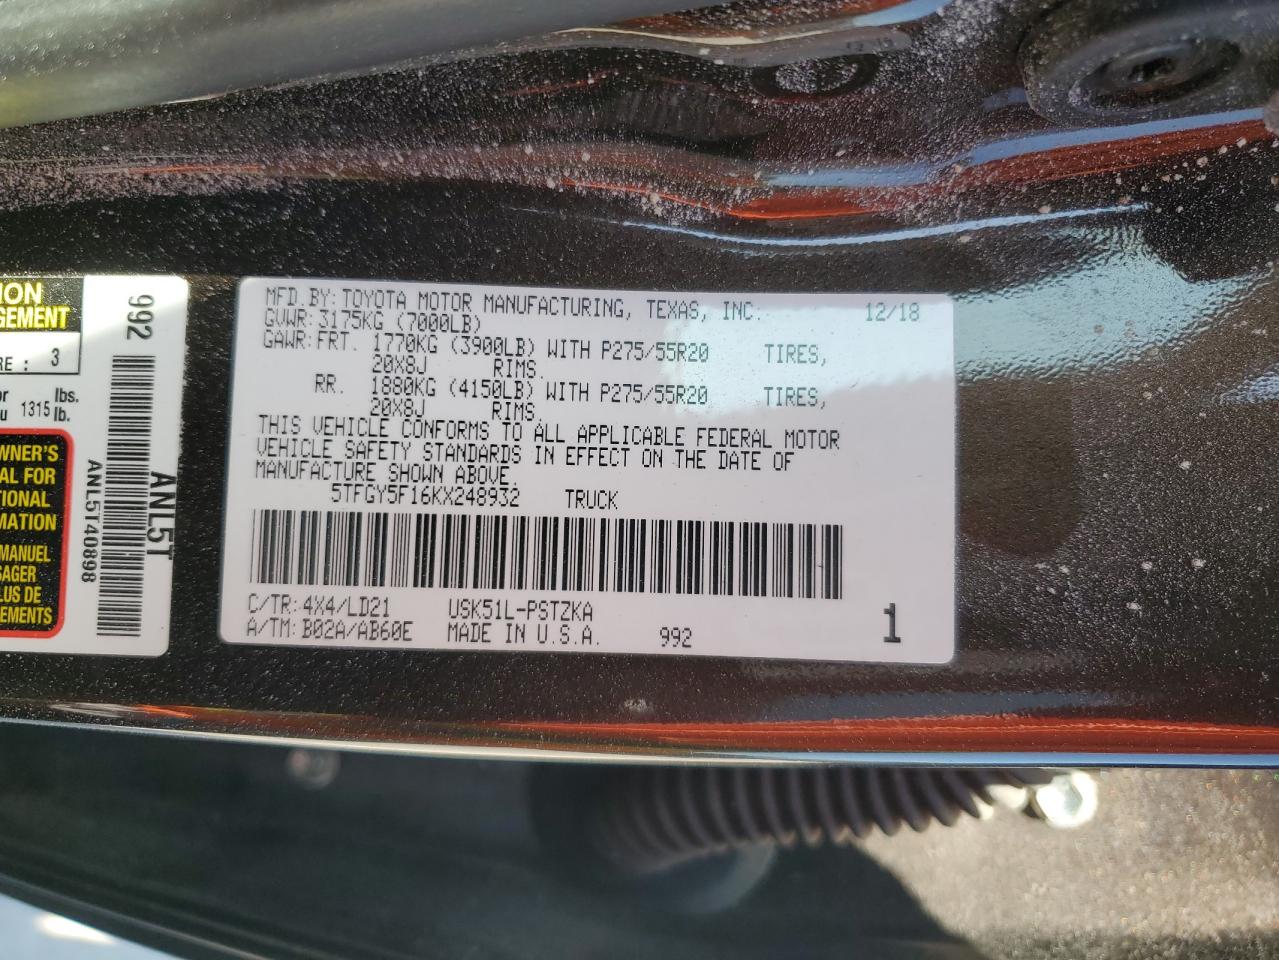 ION
GEMENT
RE : 3
or lbs.
u 1315 lb.
WNER'S
AL FOR
TIONAL
MATION
MANUEL
SAGER
LUS DE
EMENTS
992
ANL5T
ANL5T40898
MFD.BY: TOYOTA MOTOR MANUFACTURING, TEXAS, INC. 12/18
GVWR: 3175KG (7000LB)
GAWR: FRT. 1770KG (3900LB) WITH P275/55R20 TIRES,
20X8J RIMS.
RR. 1880KG (4150LB) WITH P275/55R20 TIRES,
20X8J RIMS
THIS VEHICLE CONFORMS TO ALL APPLICABLE FEDERAL MOTOR
VEHICLE SAFETY STANDARDS IN EFFECT ON THE DATE OF
MANUFACTURE SHOWN ABOVE.
5TFGY5F16KX248932 TRUCK
C/TR: 4X4/LD21 USK51L-PSTZKA
A/TM: B02A/AB60E MADE IN U.S.A. 992 1